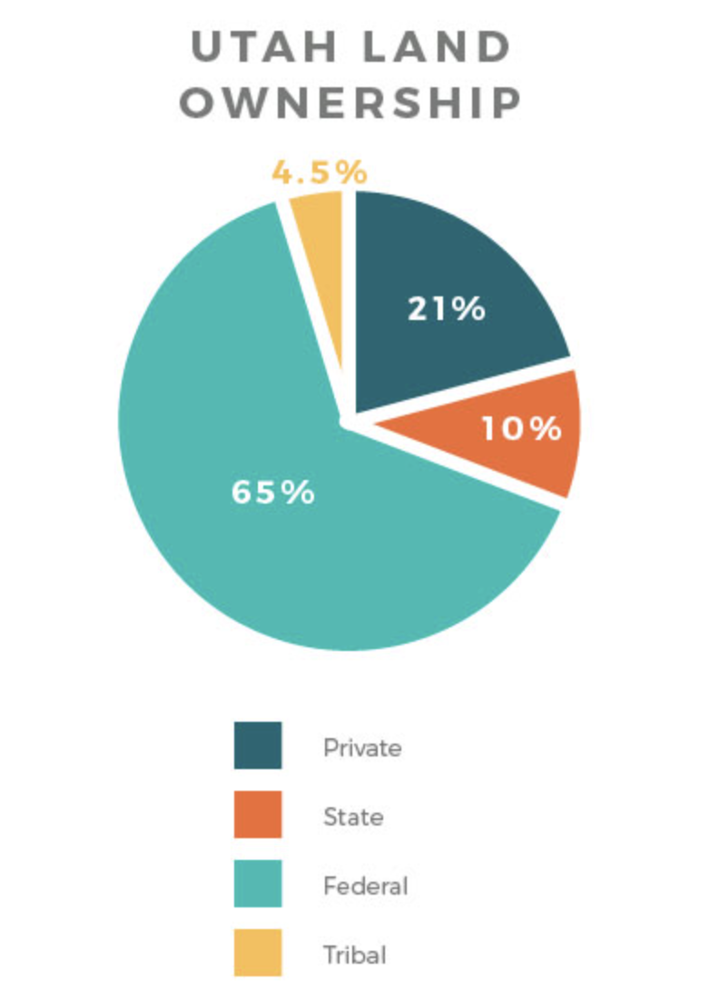 UTAH LAND
OWNERSHIP
4.5%
21%
10%
65%
Private
State
Federal
Tribal